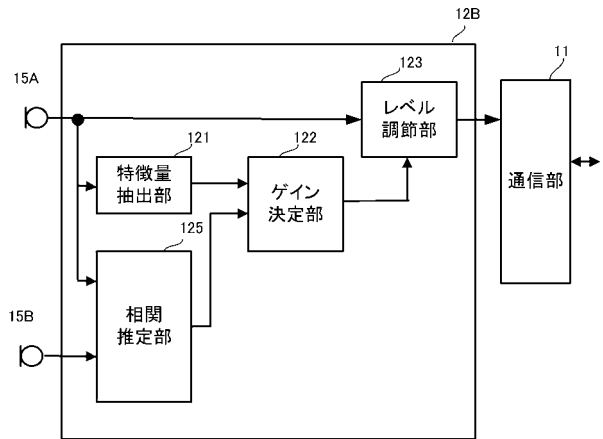 12B
11
15A
123
レベル
調節部
121
特徴量
抽出部
122
ゲイン
決定部
通信部
125
相関
推定部
15B